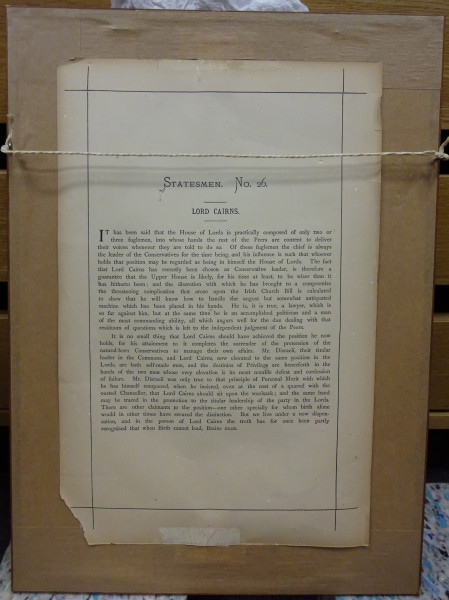 STATESMEN. No. 26.
LORD CAIRNS.
IT has been said that the House of Lords is practically composed of only two or
three fuglemen, into whose hands the rest of the Peers are content to deliver
their voices whenever they are told to do so. Of these fuglemen the chief is always
the leader of the Conservatives for the time being, and his influence is such that whoever
holds that position may be regarded as being in himself the House of Lords. The fact
that Lord Cairns has recently been chosen as Conservative leader, is therefore a
guarantee that the Upper House is likely, for his time at least, to be wiser than it
has hitherto been; and the discretion with which he has brought to a compromise
the threatening complication that arose upon the Irish Church Bill is calculated
to show that he will know how to handle the august but somewhat antiquated
machine which has been placed in his hands. He is, it is true, a lawyer, which is
so far against him, but at the same time he is an accomplished politician and a man
of the most commanding ability, all which augurs well for the due dealing with that
residuum of questions which is left to the independent judgment of the Peers.
It is no small thing that Lord Cairns should have achieved the position he now
holds, for his attainment to it completes the surrender of the pretension of the
natural-born Conservatives to manage their own affairs. Mr. Disraeli, their titular
leader in the Commons, and Lord Cairns, now elevated to the same position in the
Lords, are both self-made men, and the destinies of Privilege are henceforth in the
hands of the two men whose very elevation is its most notable defeat and confession
of failure. Mr. Disraeli was only true to that principle of Personal Merit with which
he has himself conquered, when he insisted, even at the cost of a quarrel with the
ousted Chancellor, that Lord Cairns should sit upon the woolsack; and the same hand
may be traced in the promotion to the titular leadership of the party in the Lords.
There are other claimants to the position—one other specially for whom birth alone
would in other times have secured the distinction. But we live under a new dispen-
sation, and in the person of Lord Cairns the truth has for once been partly
recognised that when Birth cannot lead, Brains must.